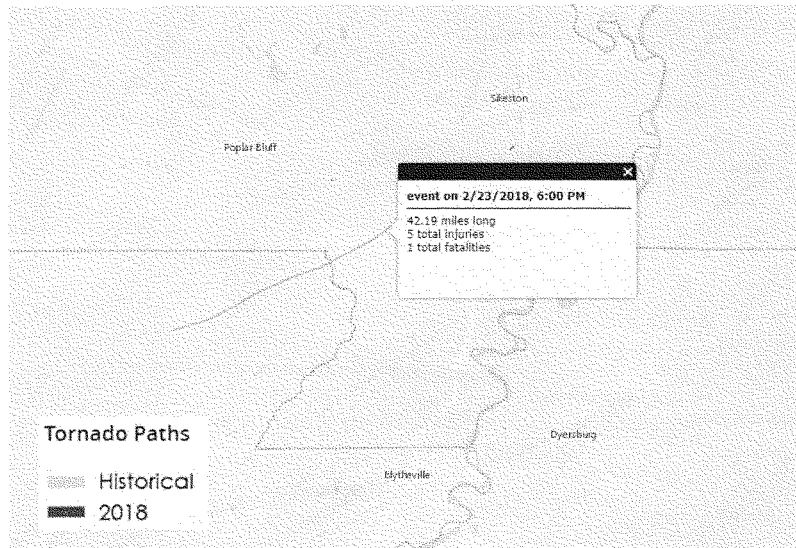 Sikeston
Poplar Bluff
×
event on 2/23/2018, 6:00 PM
42.19 miles long
5 total injuries
1 total fatalities
Tornado Paths
Historical
2018
Dyersburg
Blytheville